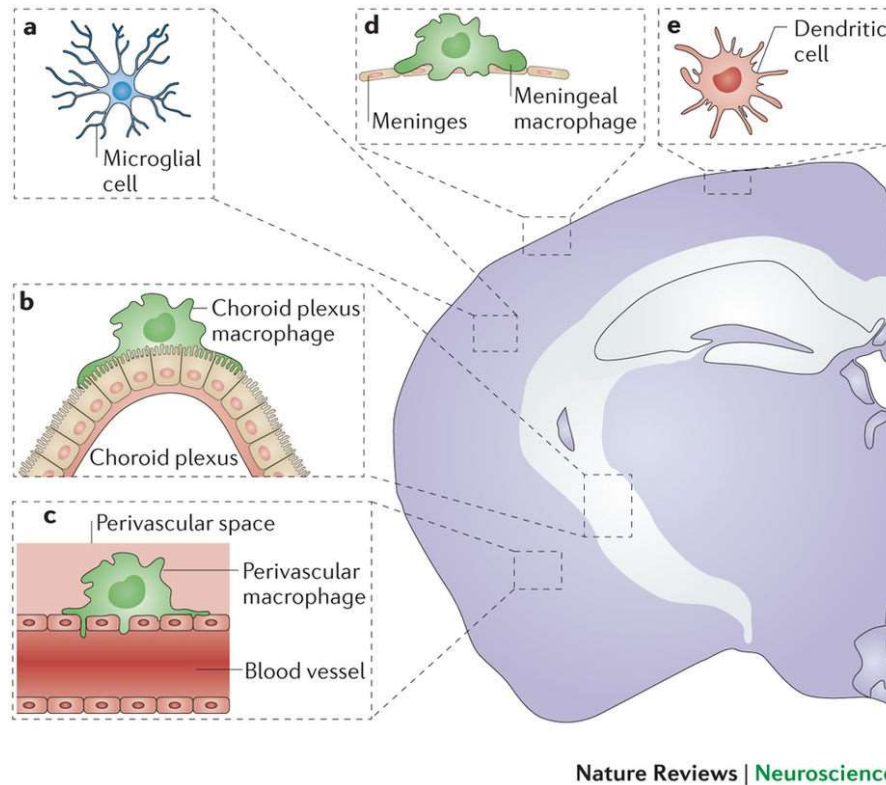 a
Microglial
cell
b
Choroid plexus
macrophage
Choroid plexus
c
Perivascular space
Perivascular
macrophage
Blood vessel
d
Meninges
Meningeal
macrophage
e
Dendritic
cell
Nature Reviews | Neuroscience